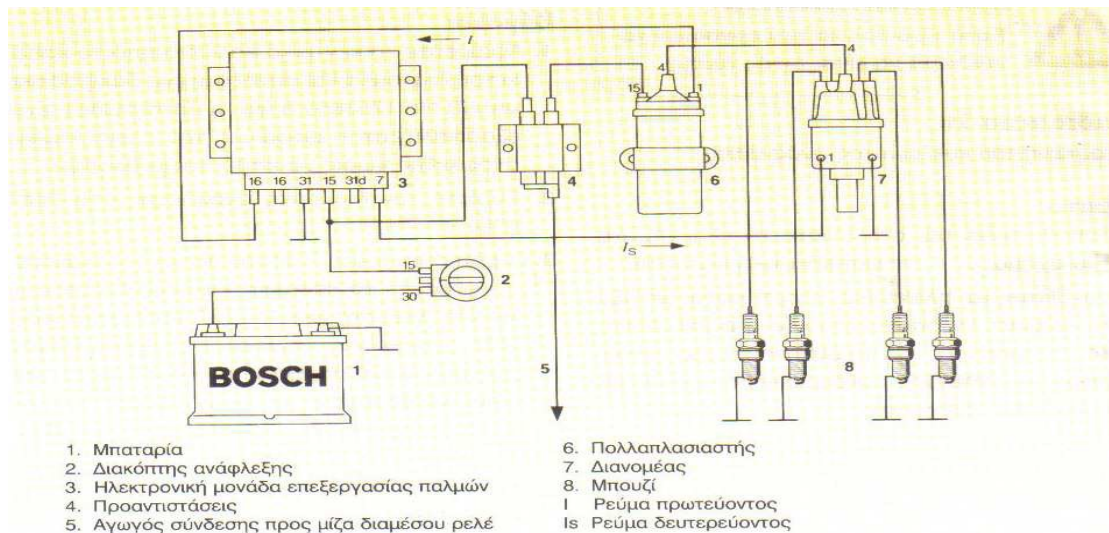 I
4
4
15
1
16 16 31 15 31d 7
3
4
6
1
7
Is
15
2
30
BOSCH
1
5
8
1. Μπαταρία
2. Διακόπτης ανάφλεξης
3. Ηλεκτρονική μονάδα επεξεργασίας παλμών
4. Προαντιστάσεις
5. Αγωγός σύνδεσης προς μίζα διαμέσου ρελέ
6. Πολλαπλασιαστής
7. Διανομέας
8. Μπουζί
I Ρεύμα πρωτεύοντος
Is Ρεύμα δευτερεύοντος